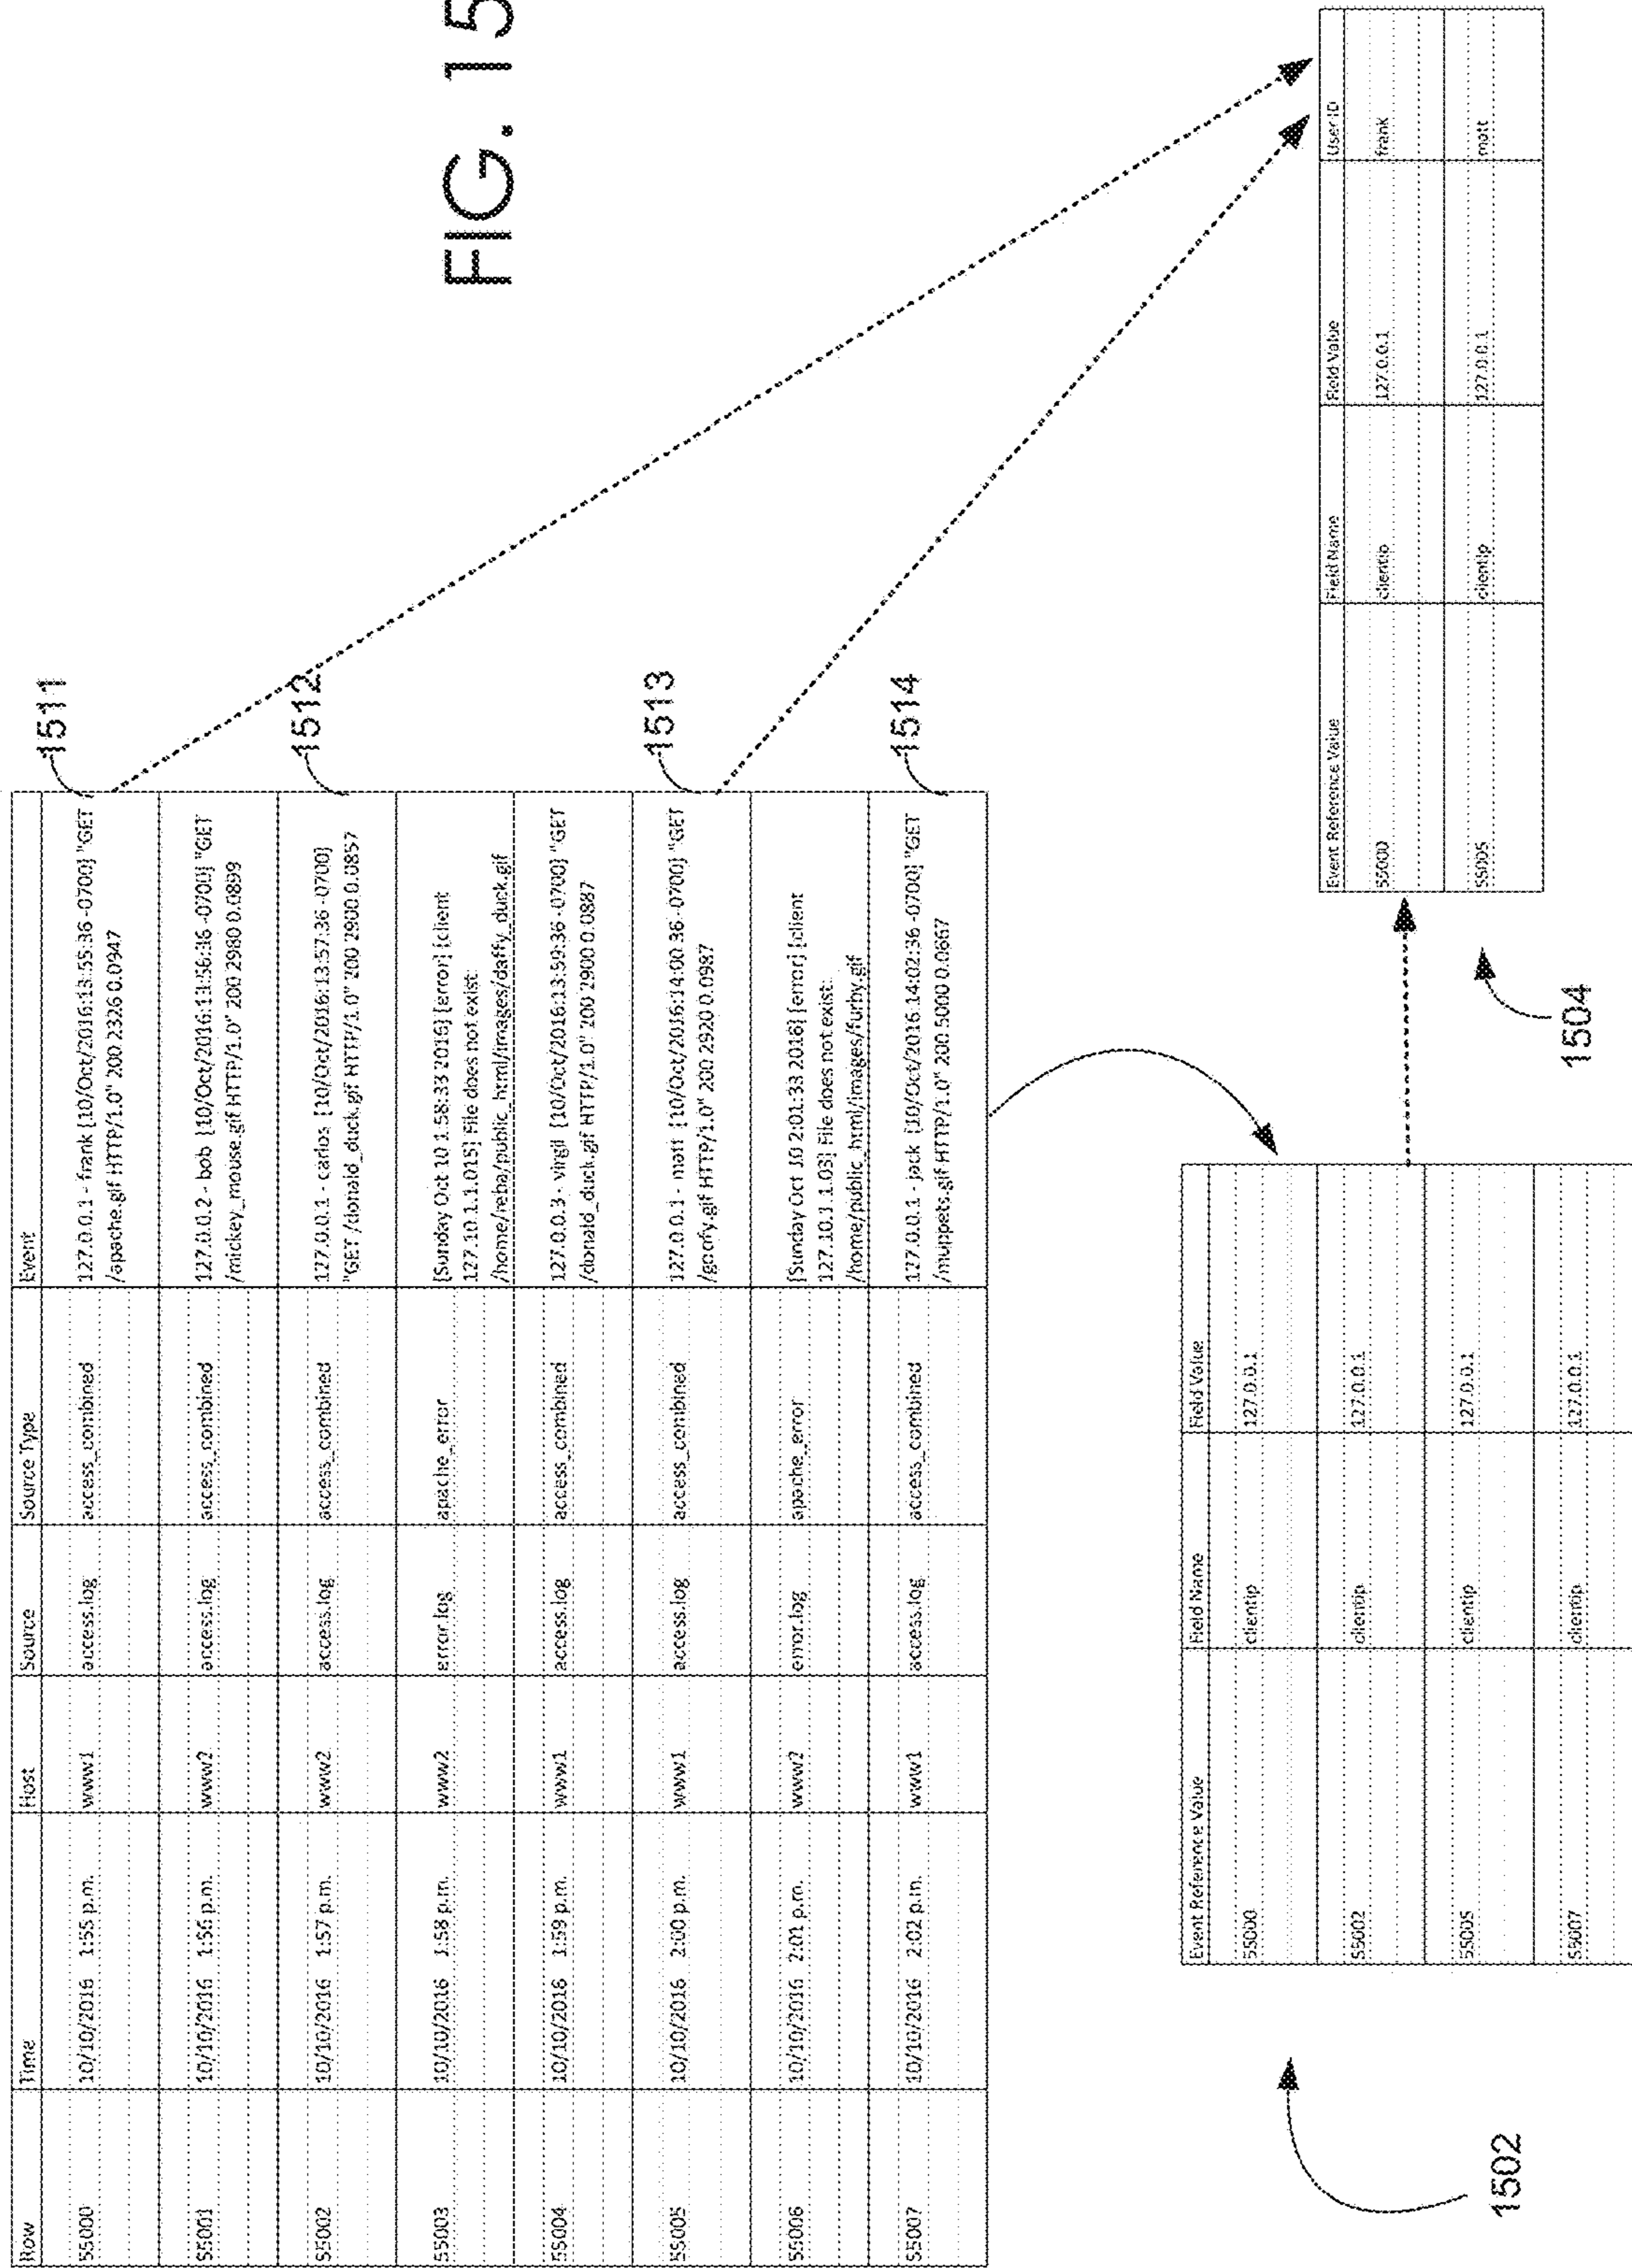 Row Time Host Source Source Type Event
55000 10/10/2016 1:55 p.m. www1 access.log access_combined 127.0.0.1 - frank [10/Oct/2016:13:55:36 -0700] "GET
/apache.gif HTTP/1.0" 200 2326 0.0947
1511
55001 10/10/2016 1:56 p.m. www2 access.log access_combined 127.0.0.2 - bob [10/Oct/2016:13:56:36 -0700] "GET
/mickey_mouse.gif HTTP/1.0" 200 2980 0.0899
55002 10/10/2016 1:57 p.m. www2 access.log access_combined 127.0.0.1 - carlos [10/Oct/2016:13:57:36 -0700]
"GET /donald_duck.gif HTTP/1.0" 200 2900 0.0857
1512
55003 10/10/2016 1:58 p.m. www2 error.log apache_error [Sunday Oct 10 1:58:33 2016] [error] [client
127.10.1.1.015] File does not exist:
/home/reba/public_html/images/daffy_duck.gif
55004 10/10/2016 1:59 p.m. www1 access.log access_combined 127.0.0.3 - virgil [10/Oct/2016:13:59:36 -0700] "GET
/donald_duck.gif HTTP/1.0" 200 2900 0.0887
55005 10/10/2016 2:00 p.m. www1 access.log access_combined 127.0.0.1 - matt [10/Oct/2016:14:00:36 -0700] "GET
/goofy.gif HTTP/1.0" 200 2920 0.0987
1513
55006 10/10/2016 2:01 p.m. www2 error.log apache_error [Sunday Oct 10 2:01:33 2016] [error] [client
127.10.1.1.03] File does not exist:
/home/public_html/images/furby.gif
55007 10/10/2016 2:02 p.m. www1 access.log access_combined 127.0.0.1 - jack [10/Oct/2016:14:02:36 -0700] "GET
/muppets.gif HTTP/1.0" 200 5000 0.0667
1514
FIG. 15
1502
Event Reference Value Field Name Field Value
55000 clientip 127.0.0.1
55002 clientip 127.0.0.1
55005 clientip 127.0.0.1
55007 clientip 127.0.0.1
Event Reference Value Field Name Field Value User ID
55000 clientip 127.0.0.1 frank
55005 clientip 127.0.0.1 matt
1504